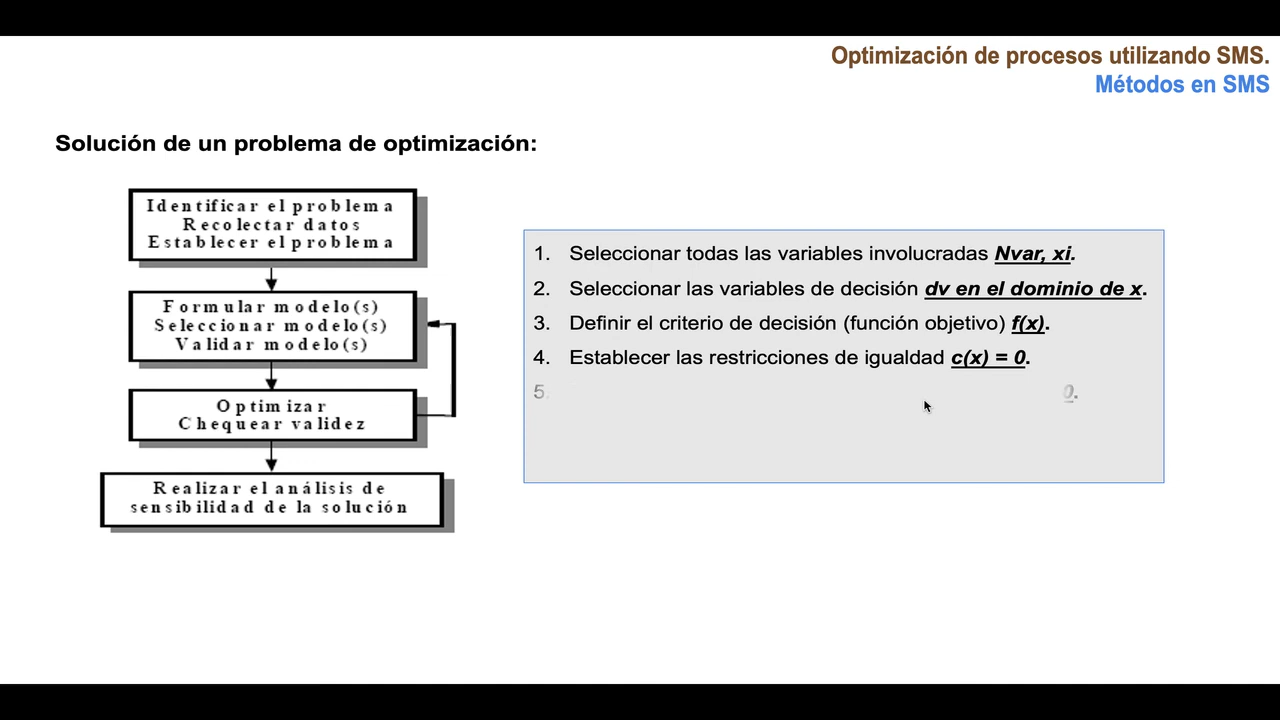 Optimización de procesos utilizando SMS.
Métodos en SMS
Solución de un problema de optimización:
Identificar el problema
Recolectar datos
Establecer el problema
Formular modelo(s)
Seleccionar modelo(s)
Validar modelo(s)
Optimizar
Chequear validez
Realizar el análisis de
sensibilidad de la solución
1. Seleccionar todas las variables involucradas Nvar, xi.
2. Seleccionar las variables de decisión dv en el dominio de x.
3. Definir el criterio de decisión (función objetivo) f(x).
4. Establecer las restricciones de igualdad c(x) = 0.
5. 0.